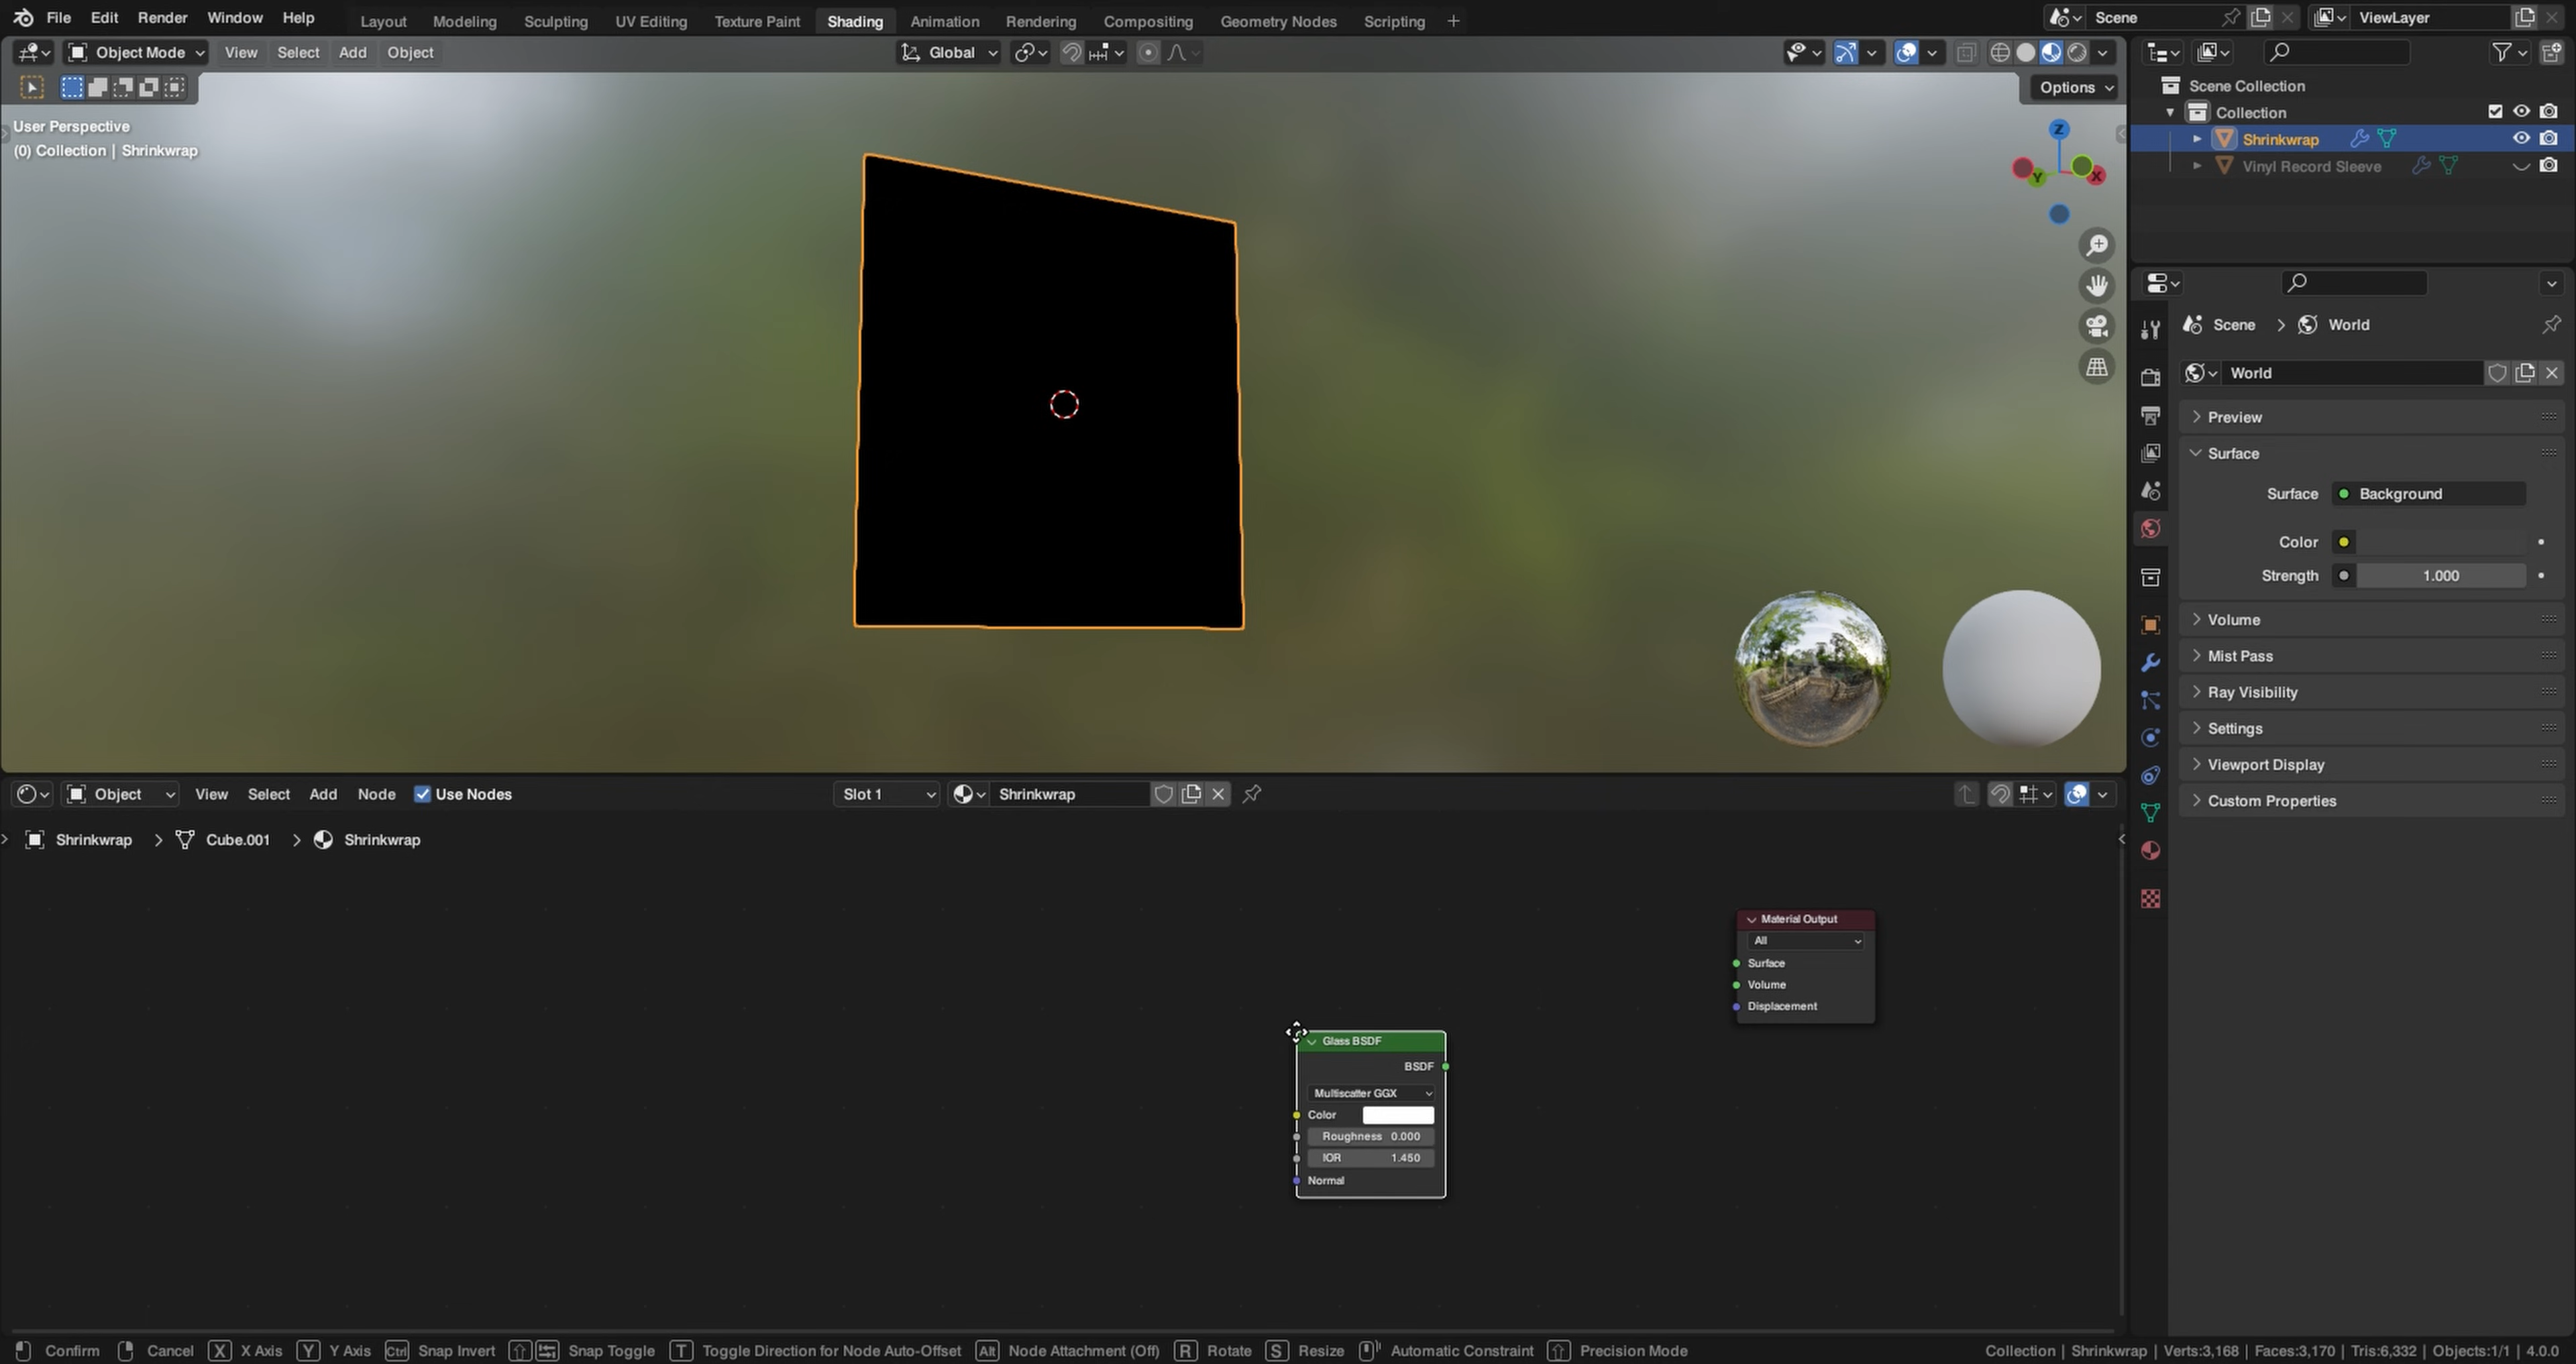 File Edit Render Window Help Layout Modeling Sculpting UV Editing Texture Paint Shading Animation Rendering Compositing Geometry Nodes Scripting + Scene ViewLayer
Object Mode View Select Add Object Global
Options
User Perspective
(0) Collection | Shrinkwrap
Z
Y X
Scene Collection
Collection
Shrinkwrap
Vinyl Record Sleeve
Scene > World
World
Preview
Surface
Surface Background
Color
Strength 1.000
Volume
Mist Pass
Ray Visibility
Settings
Viewport Display
Custom Properties
Object View Select Add Node Use Nodes Slot 1 Shrinkwrap
Shrinkwrap > Cube.001 > Shrinkwrap
Material Output
All
Surface
Volume
Displacement
Glass BSDF
BSDF
Multiscatter GGX
Color
Roughness 0.000
IOR 1.450
Normal
Confirm Cancel X X Axis Y Y Axis Ctrl Snap Invert Snap Toggle T Toggle Direction for Node Auto-Offset Alt Node Attachment (Off) R Rotate S Resize Automatic Constraint Precision Mode Collection | Shrinkwrap | Verts:3,168 | Faces:3,170 | Tris:6,332 | Objects:1/1 | 4.0.0